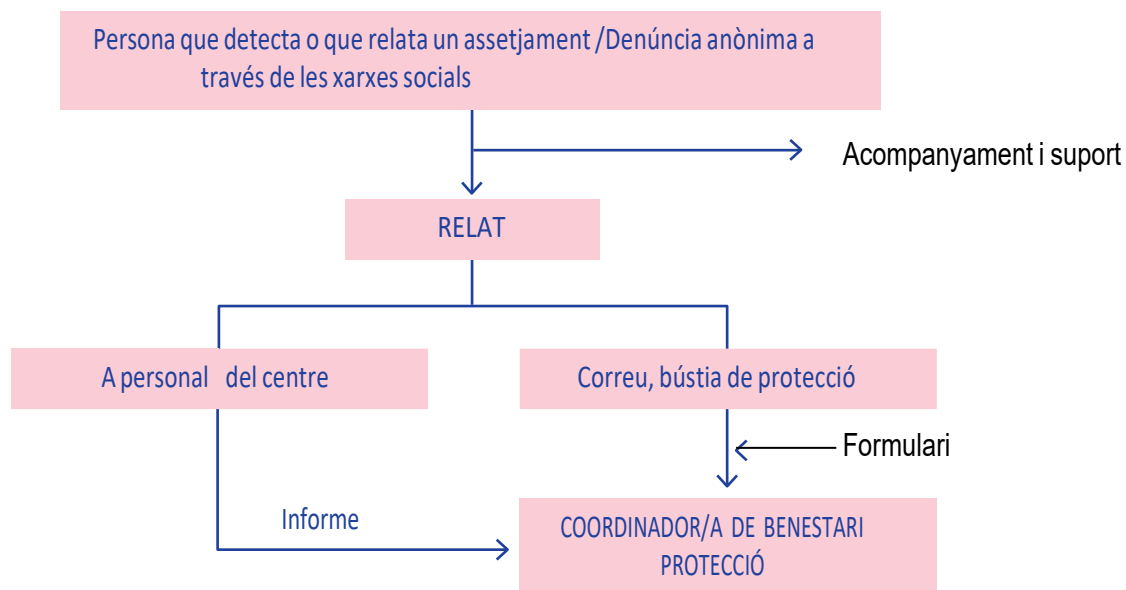 Persona que detecta o que relata un assetjament /Denúncia anònima a
través de les xarxes socials
Acompanyament i suport
RELAT
A personal del centre
Correu, bústia de protecció
Formulari
Informe
COORDINADOR/A DE BENESTARI
PROTECCIÓ